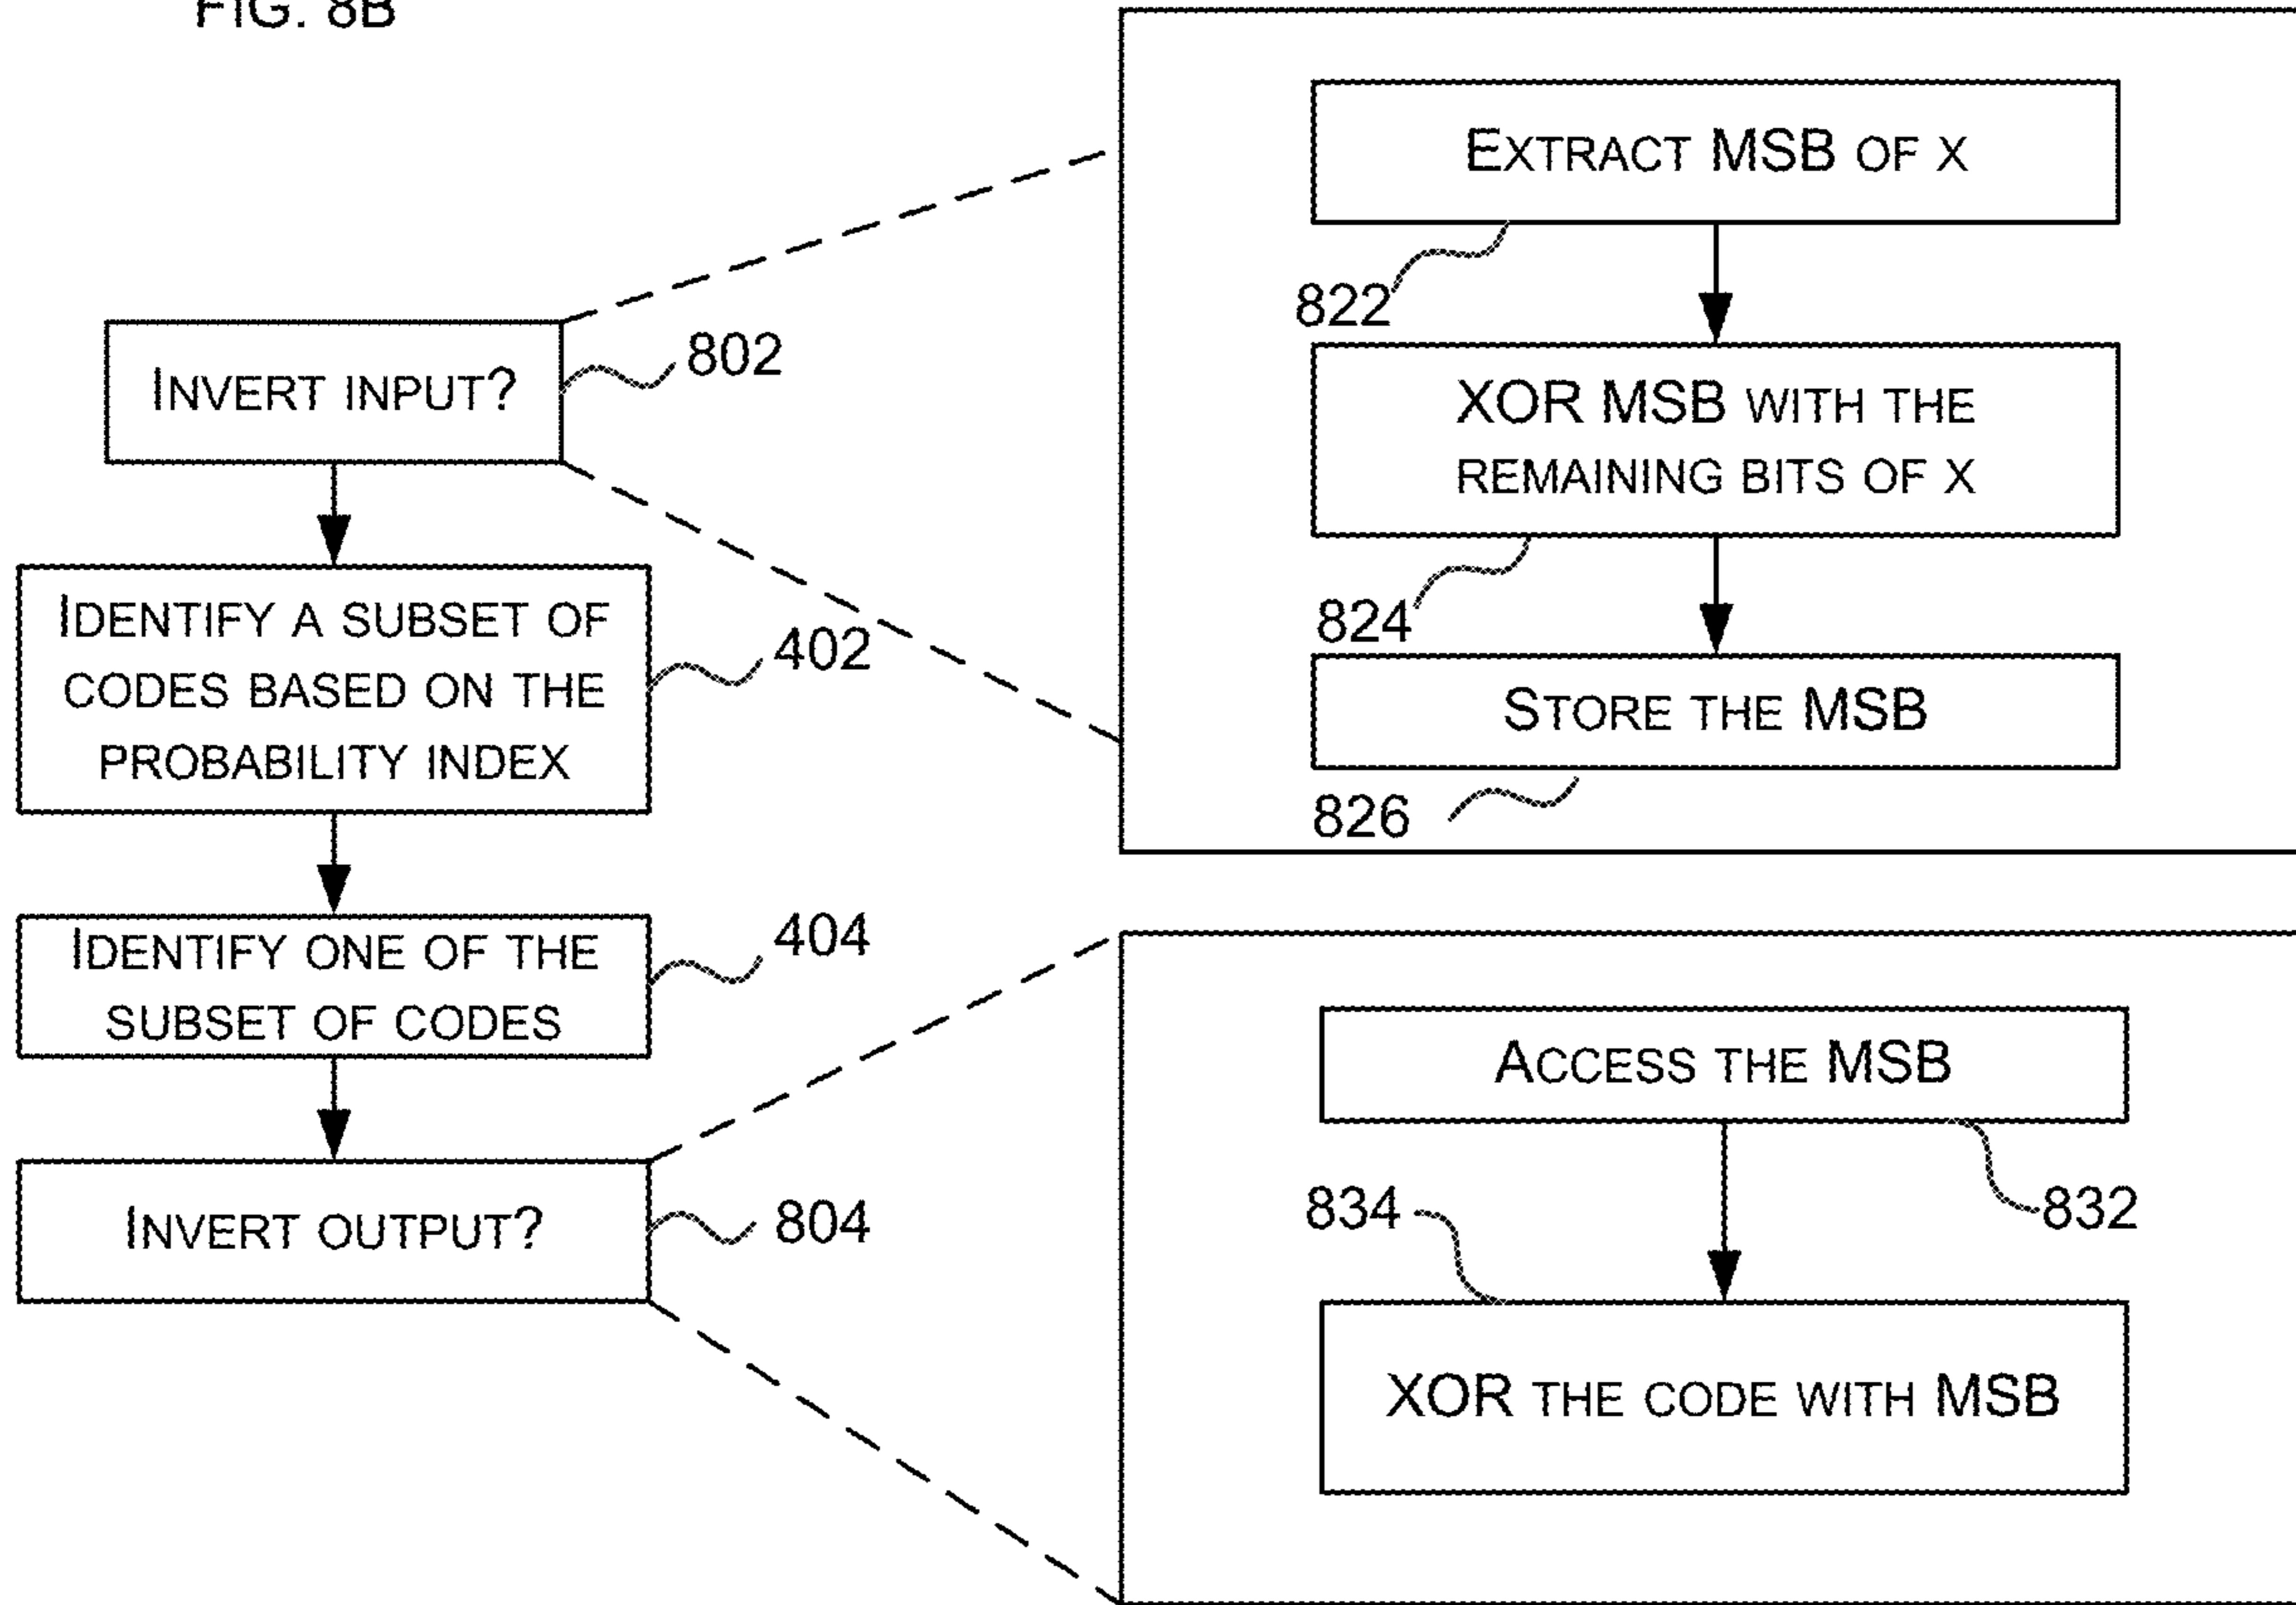 FIG. 8B
INVERT INPUT?
802
IDENTIFY A SUBSET OF
CODES BASED ON THE
PROBABILITY INDEX
402
IDENTIFY ONE OF THE
SUBSET OF CODES
404
INVERT OUTPUT?
804
EXTRACT MSB OF X
822
XOR MSB WITH THE
REMAINING BITS OF X
824
STORE THE MSB
826
ACCESS THE MSB
832
834
XOR THE CODE WITH MSB